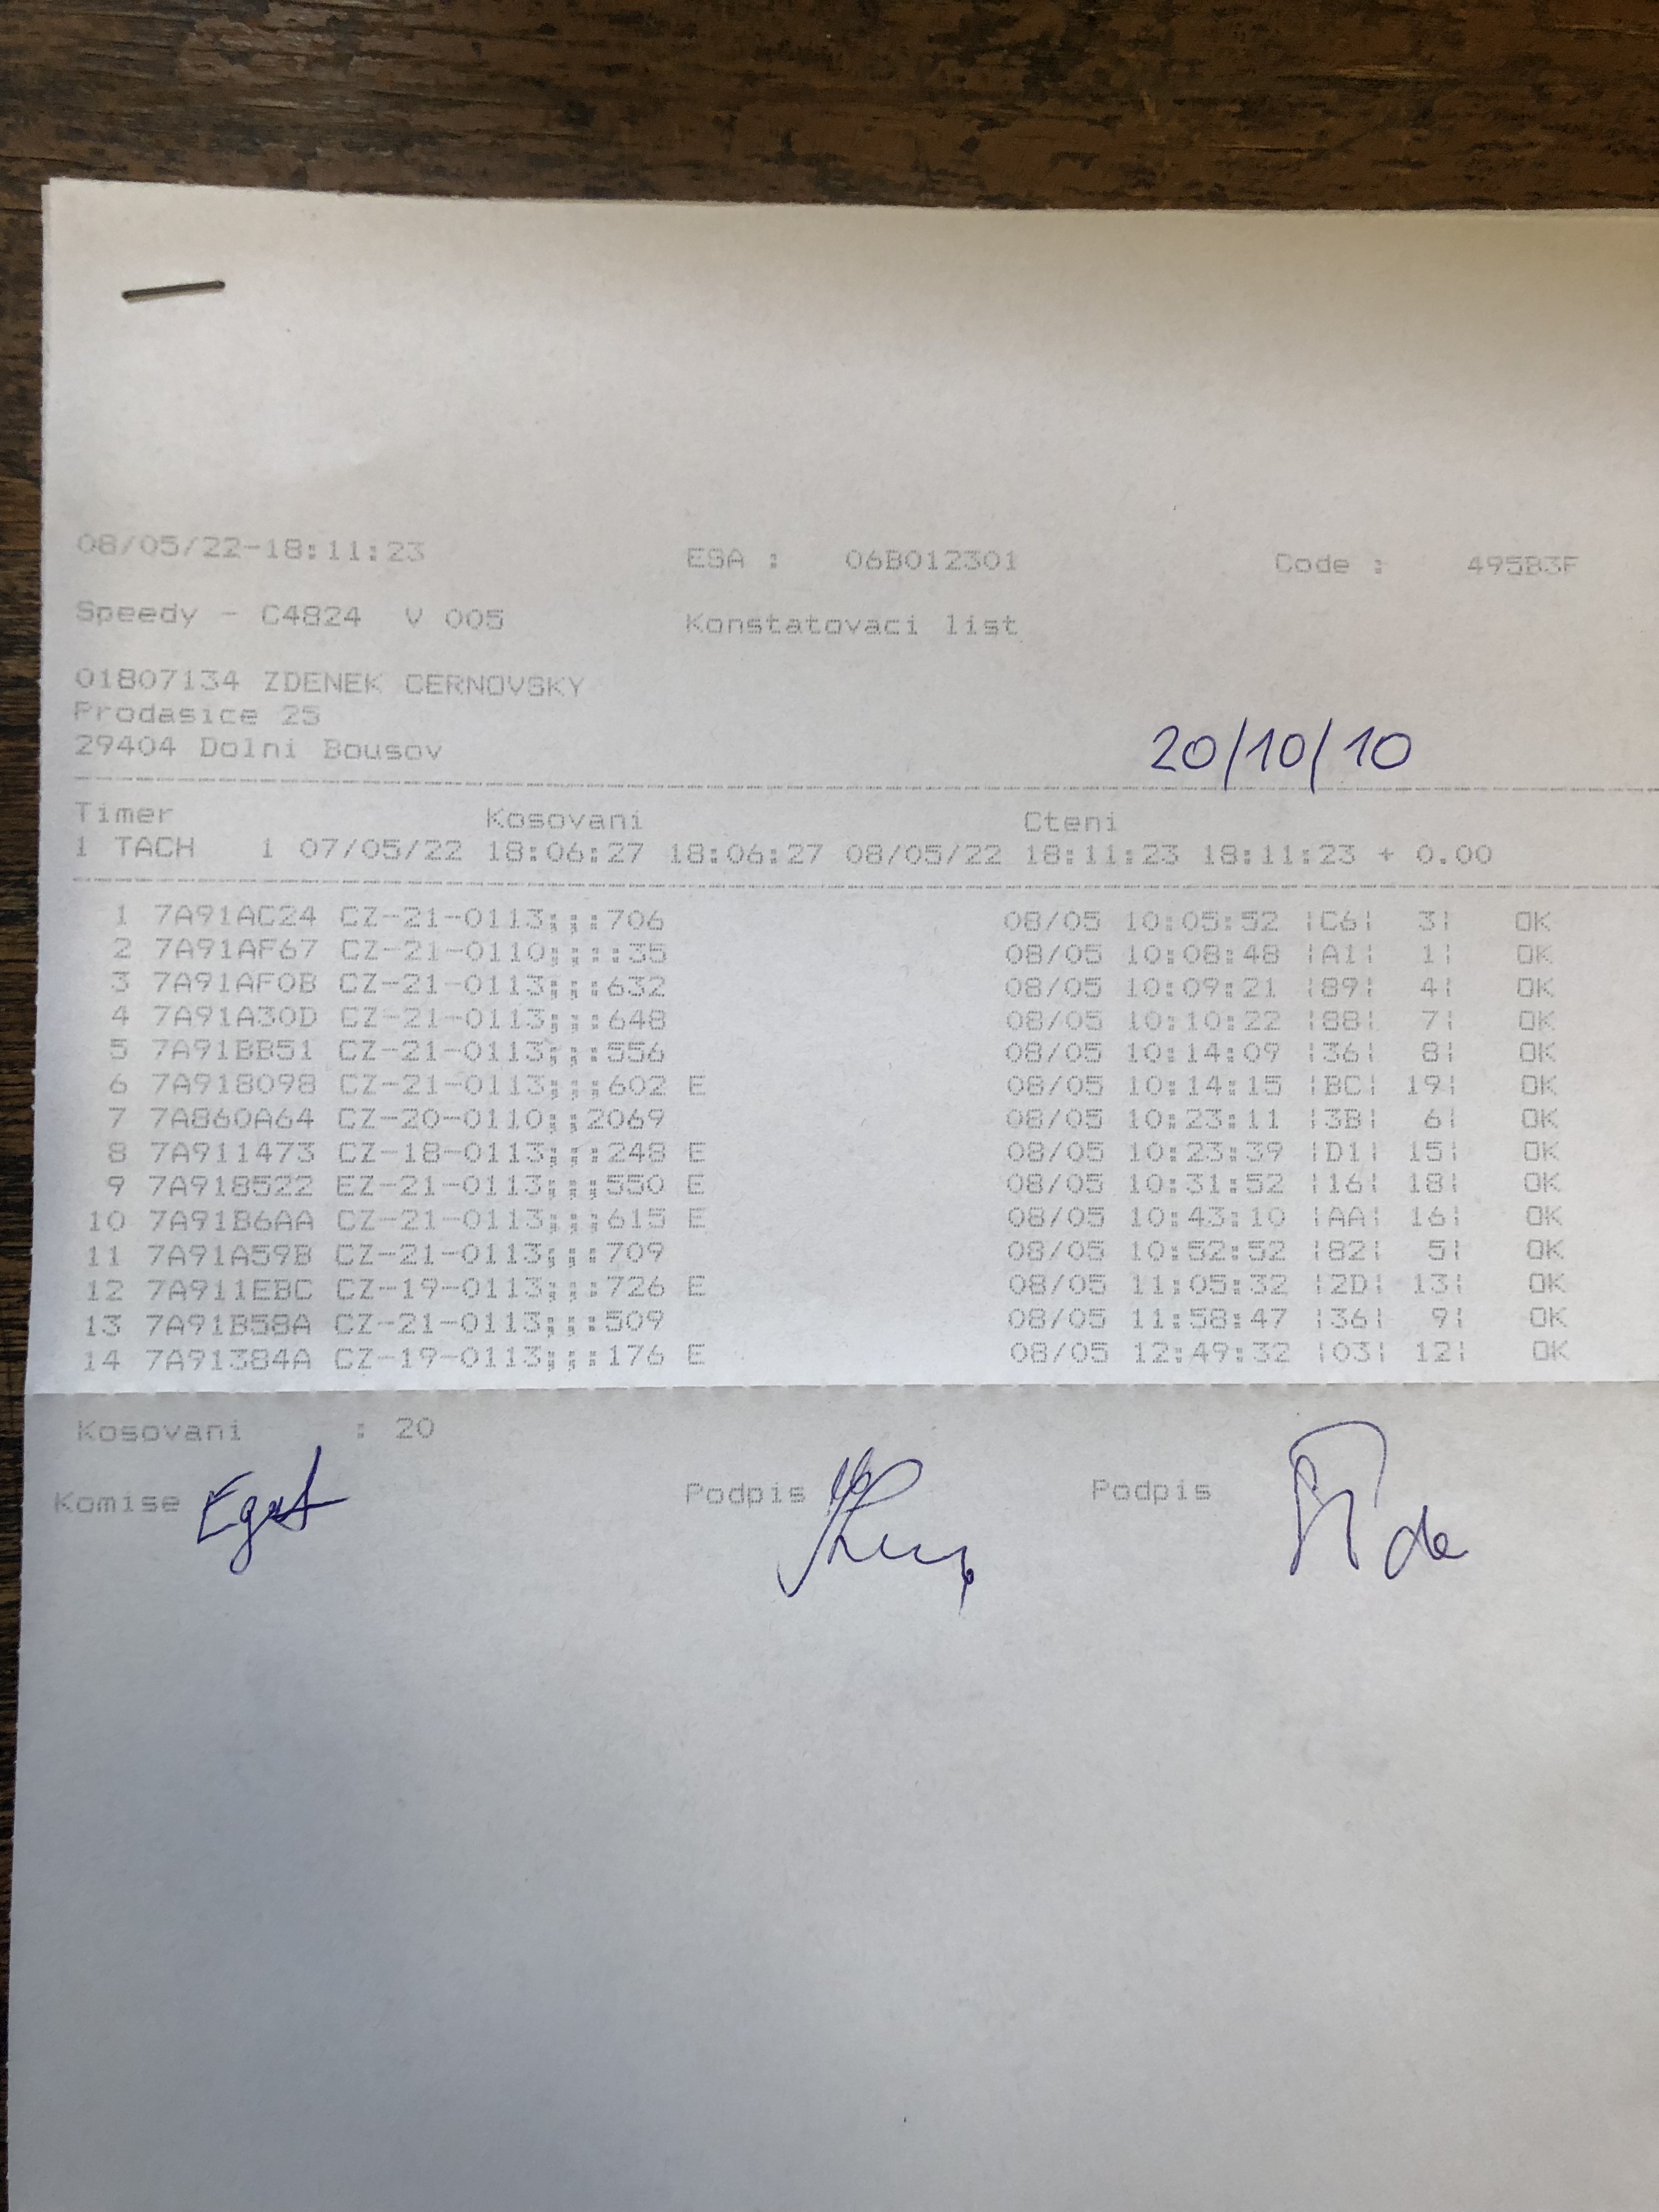 08/05/22-18:11:23 ESA : 06B012301 Code : 495B3F
Speedy - C4824 V 005 Konstatovaci list
01807134 ZDENEK CERNOVSKY
Prodasice 25
29404 Dolni Bousov
20/10/10
Timer Kosovani Cteni
1 TACH 1 07/05/22 18:06:27 18:06:27 08/05/22 18:11:23 18:11:23 + 0.00
1 7A91AC24 CZ-21-0113;;;706 08/05 10:05:52 |C6| 3| OK
2 7A91AF67 CZ-21-0110;;;;35 08/05 10:08:48 |A1| 1| OK
3 7A91AF0B CZ-21-0113;;;632 08/05 10:09:21 |89| 4| OK
4 7A91A30D CZ-21-0113;;;648 08/05 10:10:22 |88| 7| OK
5 7A91BB51 CZ-21-0113;;;556 08/05 10:14:09 |36| 8| OK
6 7A918098 CZ-21-0113;;;602 E 08/05 10:14:15 |BC| 19| OK
7 7A860A64 CZ-20-0110;;2069 08/05 10:23:11 |3B| 6| OK
8 7A911473 CZ-18-0113;;;248 E 08/05 10:23:39 |D1| 15| OK
9 7A918522 EZ-21-0113;;;550 E 08/05 10:31:52 |16| 18| OK
10 7A91B6AA CZ-21-0113;;;615 E 08/05 10:43:10 |AA| 16| OK
11 7A91A59B CZ-21-0113;;;709 08/05 10:52:52 |82| 5| OK
12 7A911EBC CZ-19-0113;;;726 E 08/05 11:05:32 |2D| 13| OK
13 7A91B58A CZ-21-0113;;;509 08/05 11:58:47 |36| 9| OK
14 7A91384A CZ-19-0113;;;176 E 08/05 12:49:32 |03| 12| OK
Kosovani : 20
Komise Podpis Podpis